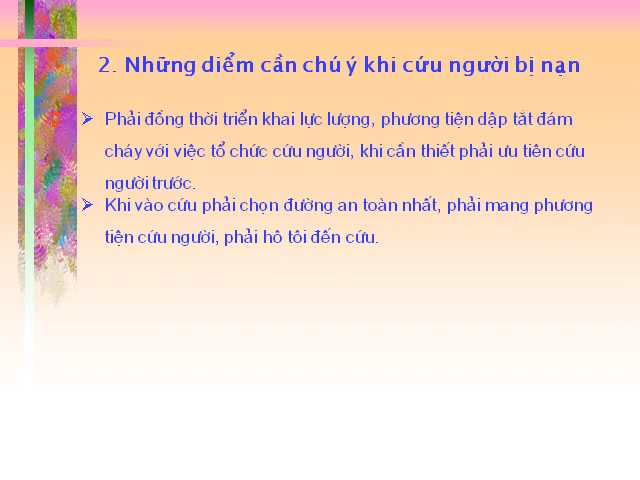 2. Những diểm cần chú ý khi cứu người bị nạn
➢ Phải đồng thời triển khai lực lượng, phương tiện dập tắt đám
cháy với việc tổ chức cứu người, khi cần thiết phải ưu tiên cứu
người trước.
➢ Khi vào cứu phải chọn đường an toàn nhất, phải mang phương
tiện cứu người, phải hô tôi đến cứu.